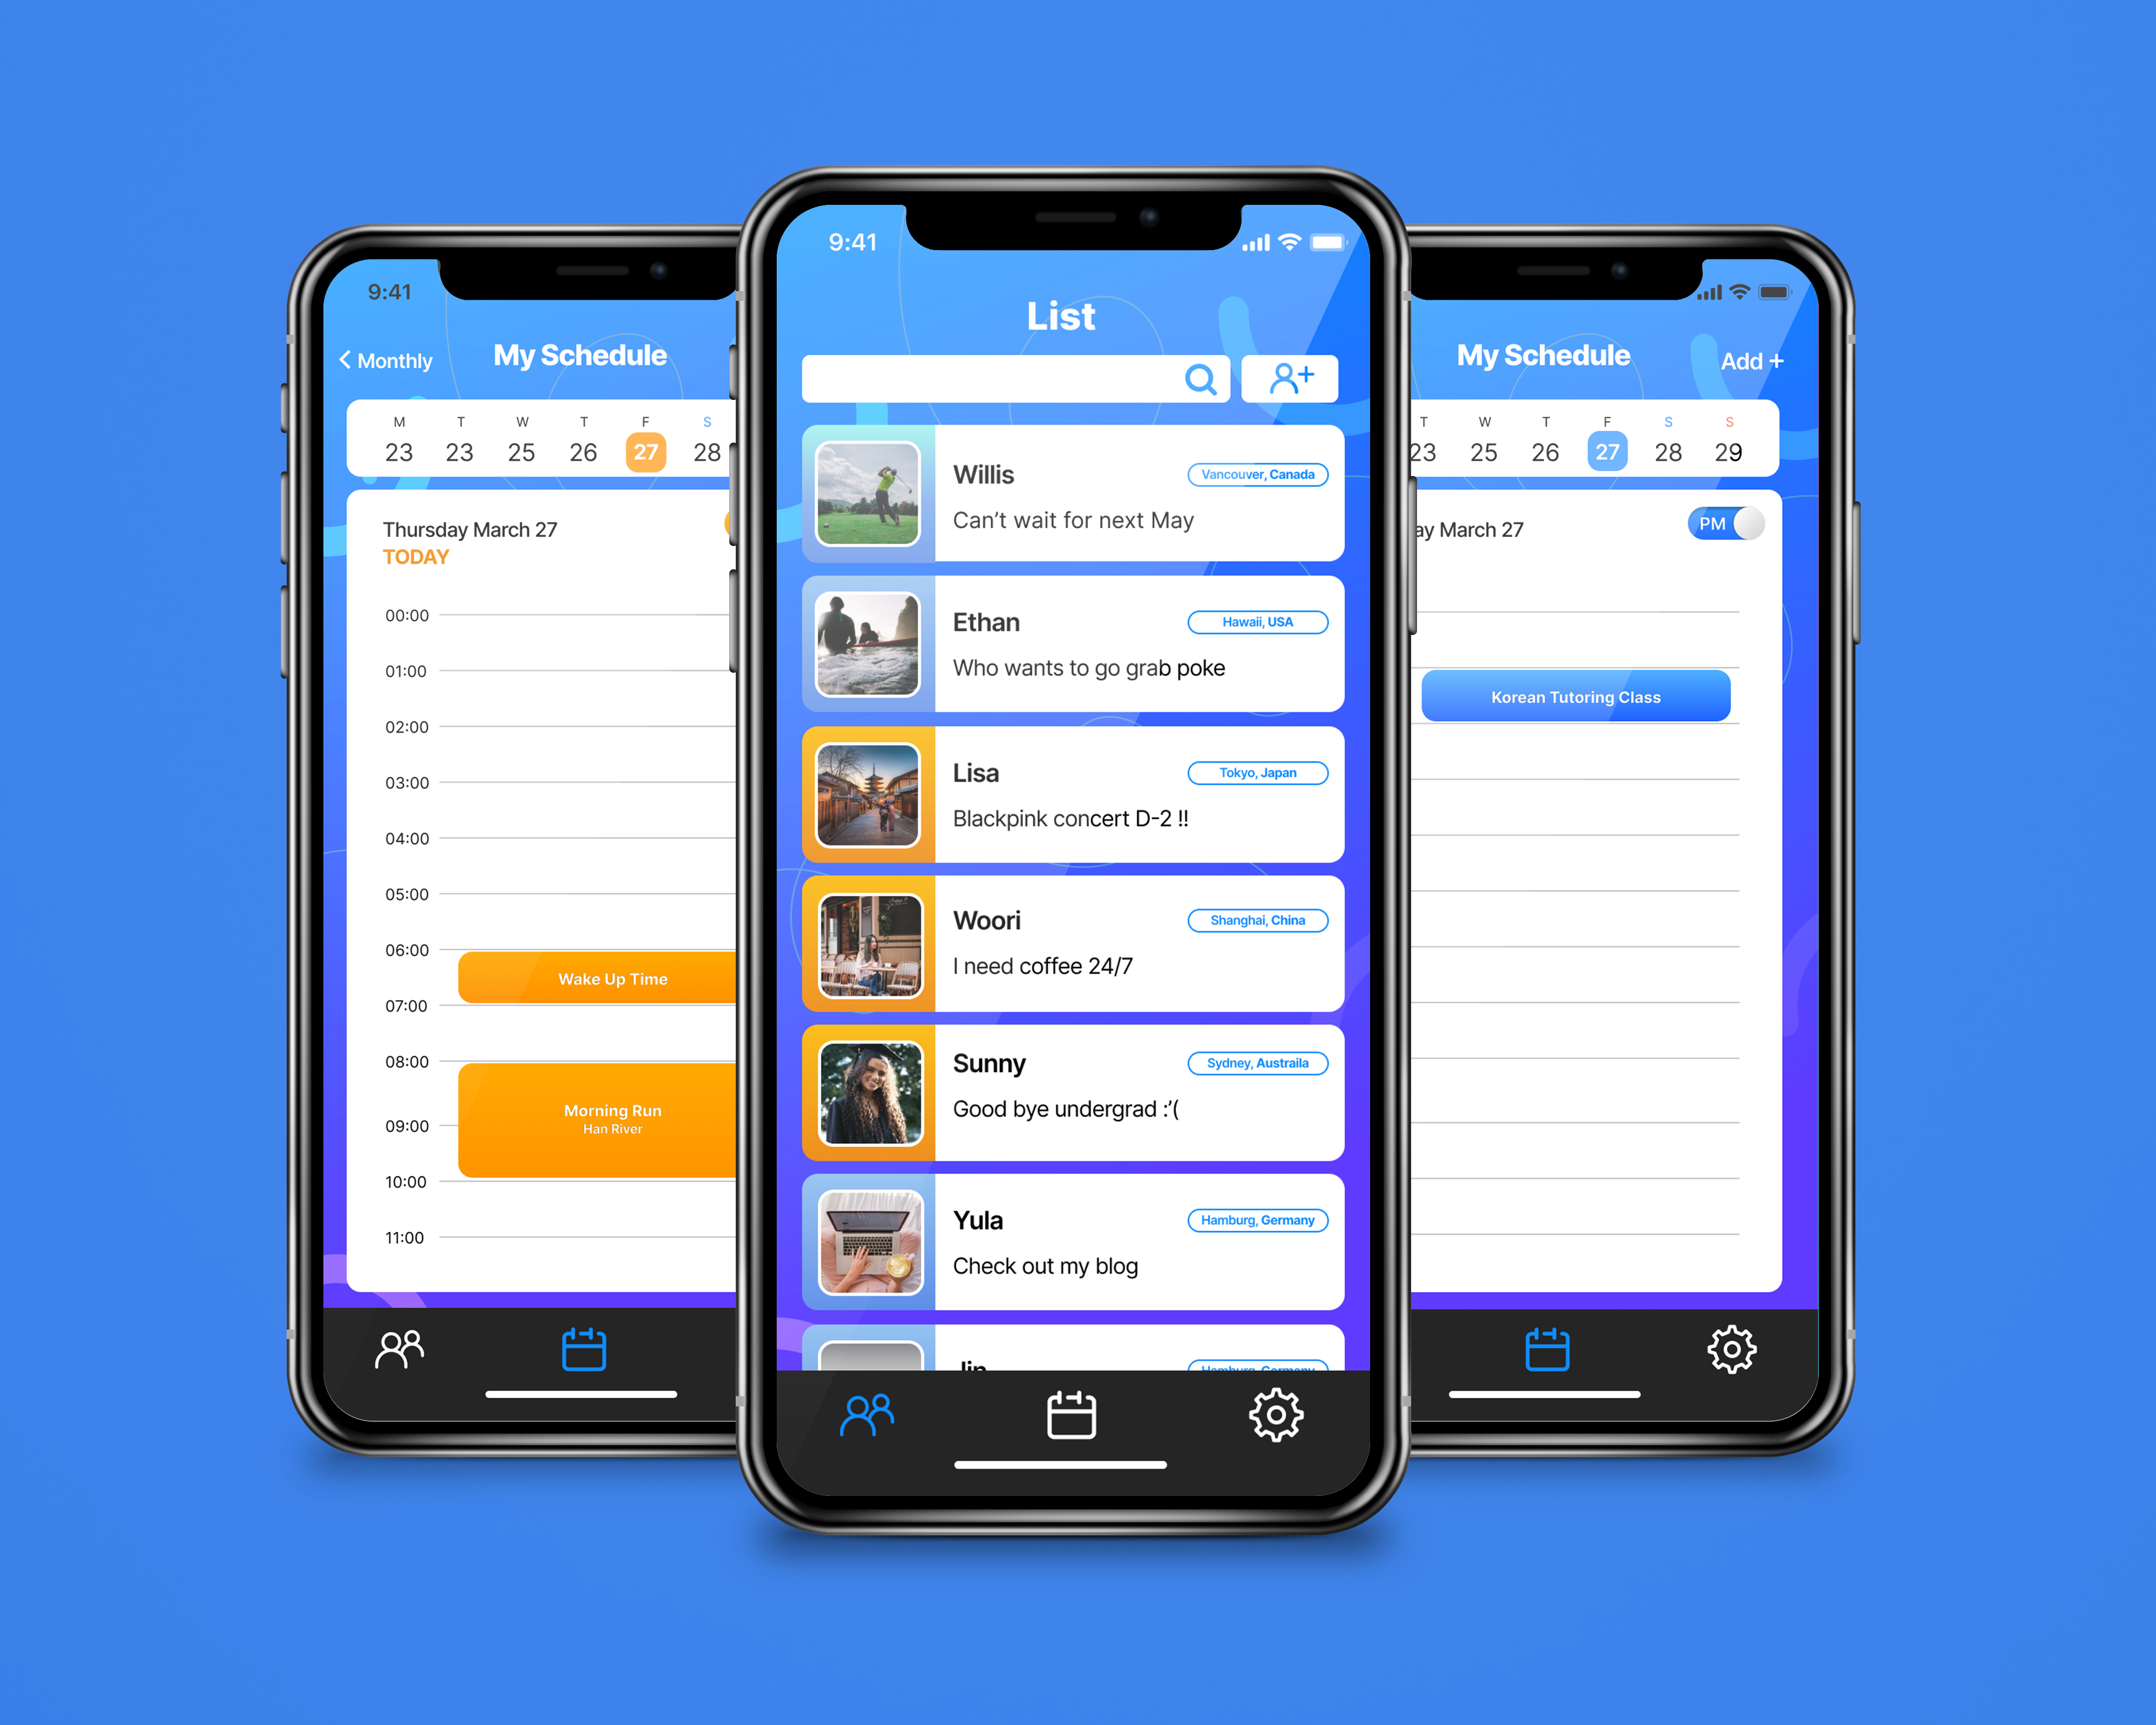 9:41
Monthly
My Schedule
M T W T F S
23 23 25 26 27 28
Thursday March 27
TODAY
00:00
01:00
02:00
03:00
04:00
05:00
06:00
Wake Up Time
07:00
08:00
Morning Run
Han River
09:00
10:00
11:00
9:41
List
Willis
Vancouver, Canada
Can’t wait for next May
Ethan
Hawaii, USA
Who wants to go grab poke
Lisa
Tokyo, Japan
Blackpink concert D-2 !!
Woori
Shanghai, China
I need coffee 24/7
Sunny
Sydney, Austraila
Good bye undergrad :’(
Yula
Hamburg, Germany
Check out my blog
Jin
Hamburg, Germany
My Schedule
Add +
T W T F S S
23 25 26 27 28 29
ay March 27
PM
Korean Tutoring Class